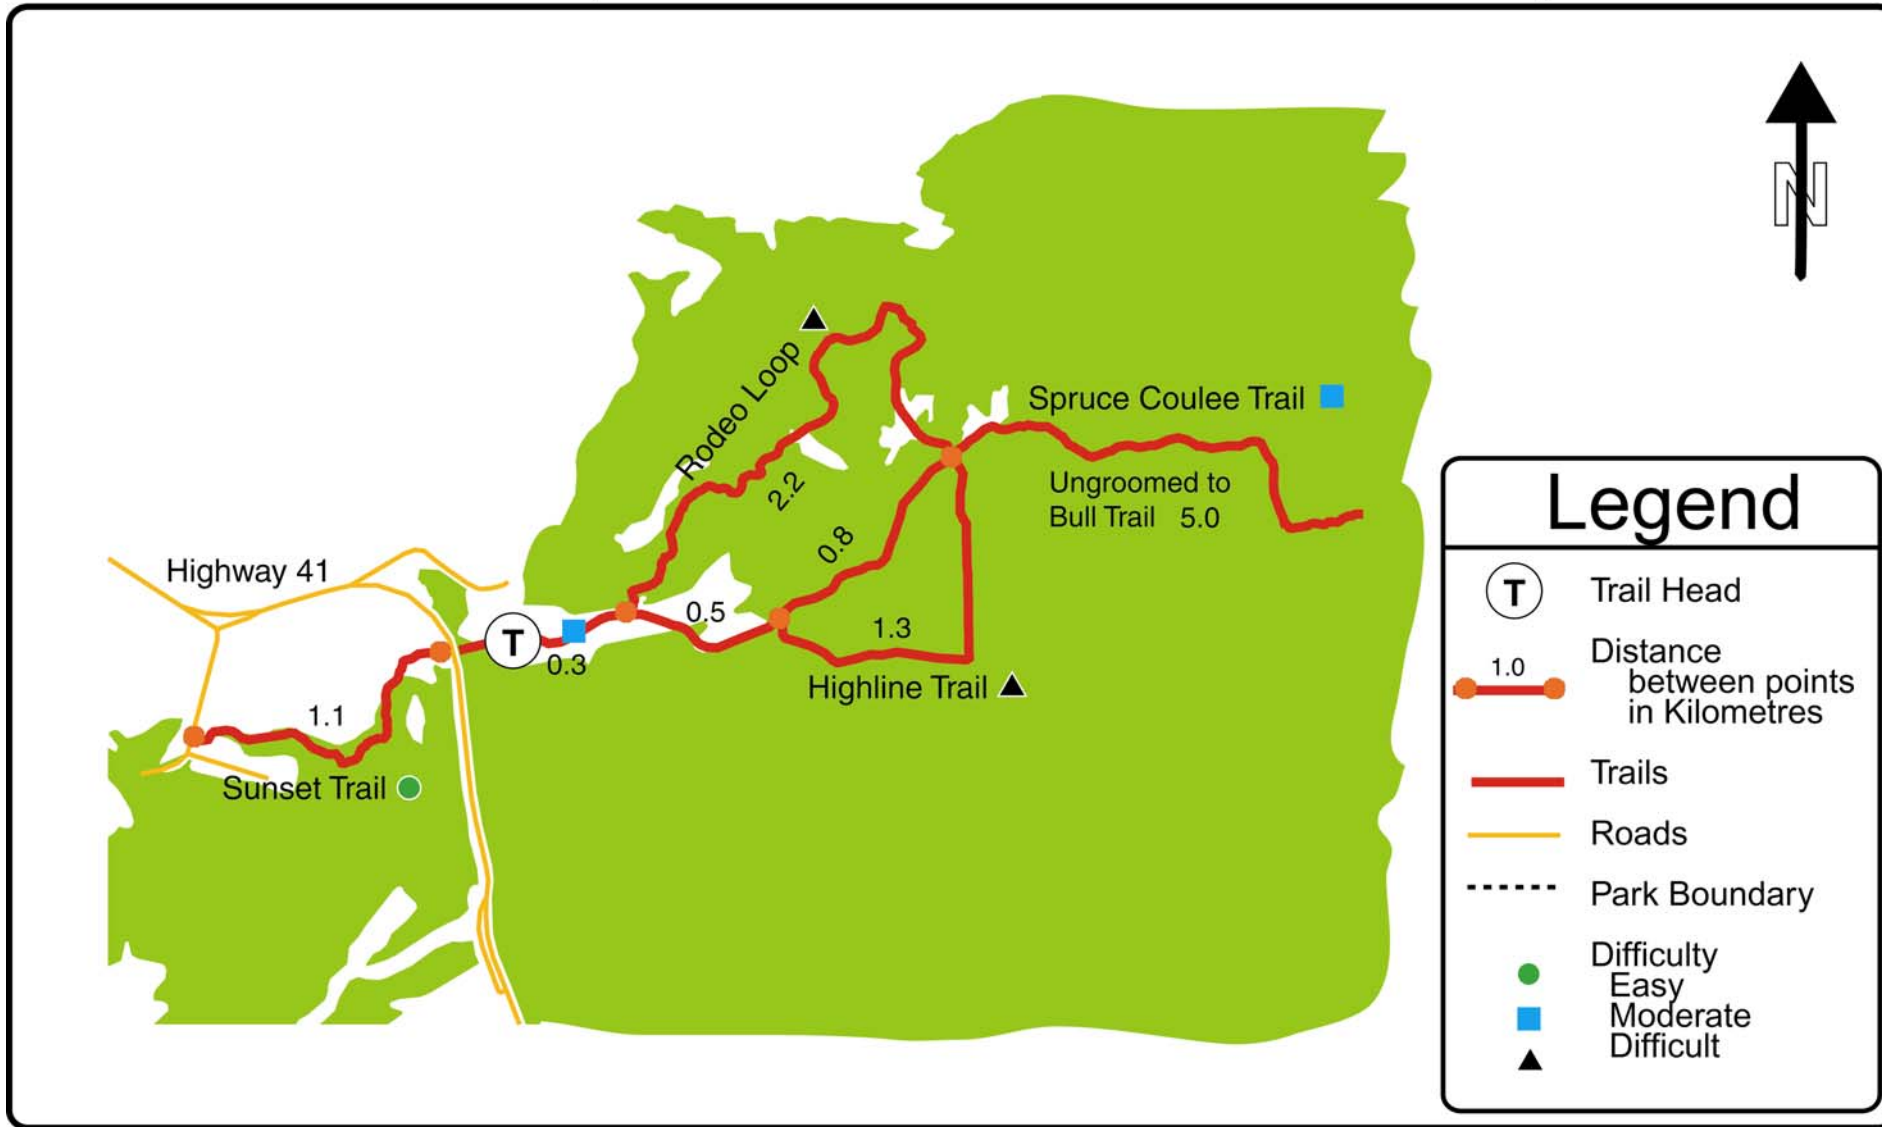 N
Rodeo Loop
2.2
Spruce Coulee Trail
Ungroomed to
Bull Trail 5.0
0.8
Highway 41
0.5
1.3
T
0.3
Highline Trail
1.1
Sunset Trail
Legend
T
Trail Head
1.0
Distance
between points
in Kilometres
Trails
Roads
Park Boundary
Difficulty
Easy
Moderate
Difficult